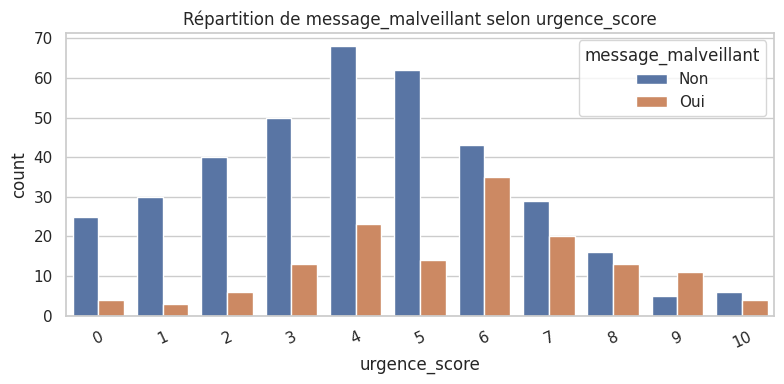 Répartition de message_malveillant selon urgence_score
message_malveillant
Non
Oui
count
70
60
50
40
30
20
10
0
0 1 2 3 4 5 6 7 8 9 10
urgence_score